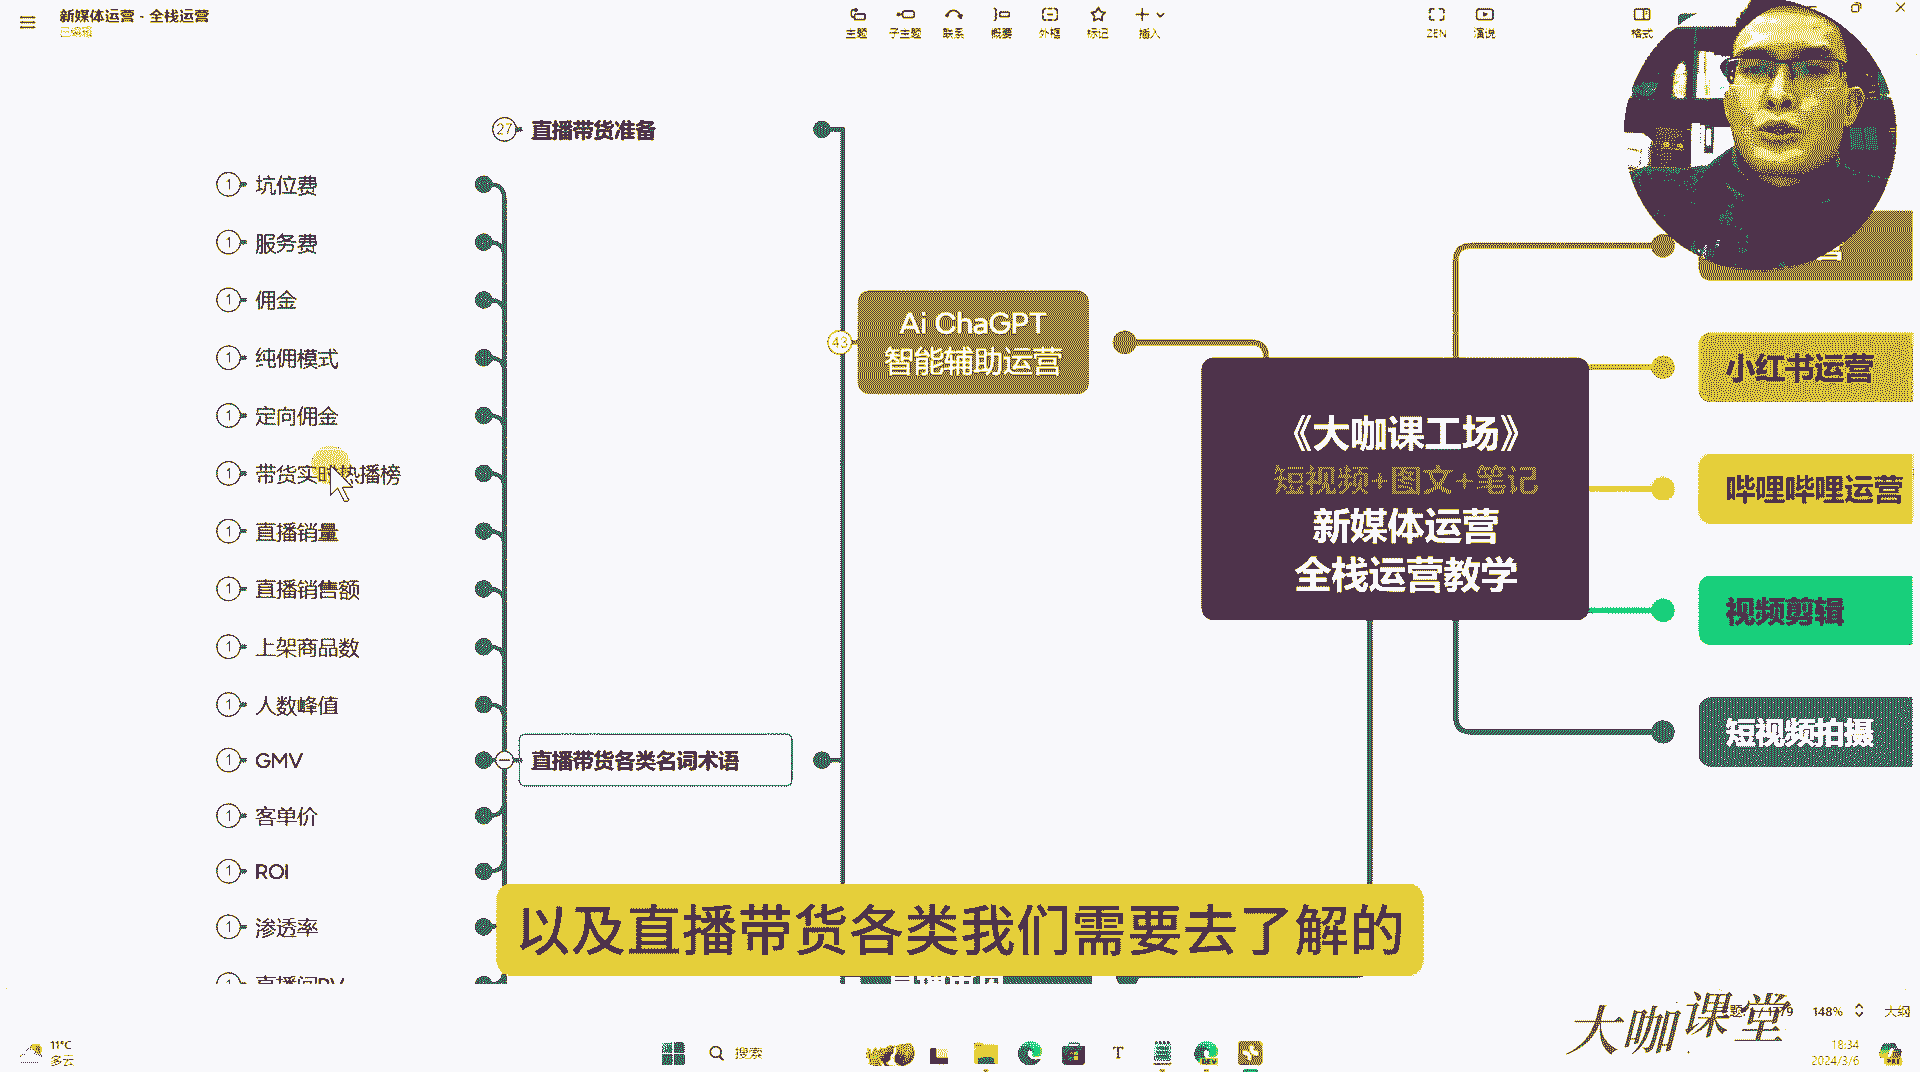 新媒体运营 - 全栈运营
已编辑
主题
子主题
联系
概要
外框
标记
插入
ZEN
演说
格式
27
直播带货准备
1 坑位费
1 服务费
1 佣金
1 纯佣模式
1 定向佣金
1 带货实时热播榜
1 直播销量
1 直播销售额
1 上架商品数
1 人数峰值
1 GMV
1 客单价
1 ROI
1 渗透率
直播带货各类名词术语
43
Ai ChaGPT
智能辅助运营
《大咖课工场》
短视频+图文+笔记
新媒体运营
全栈运营教学
小红书运营
哔哩哔哩运营
视频剪辑
短视频拍摄
以及直播带货各类我们需要去了解的
大咖课堂
148%
大纲
11°C
多云
搜索
18:34
2024/3/6